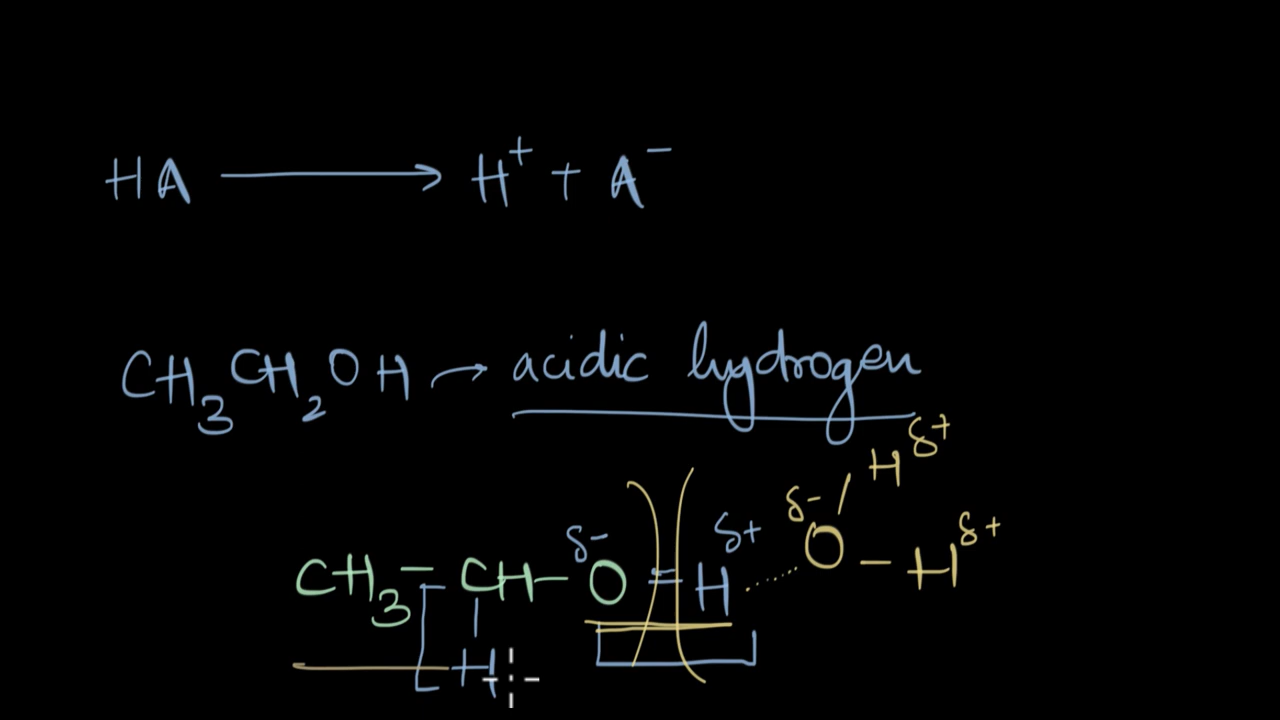 HA ⟶ H⁺ + A⁻
CH₃CH₂OH → acidic hydrogen
H δ+
CH₃ – CH – O δ- = H δ+ ........ O δ- – H δ+
H